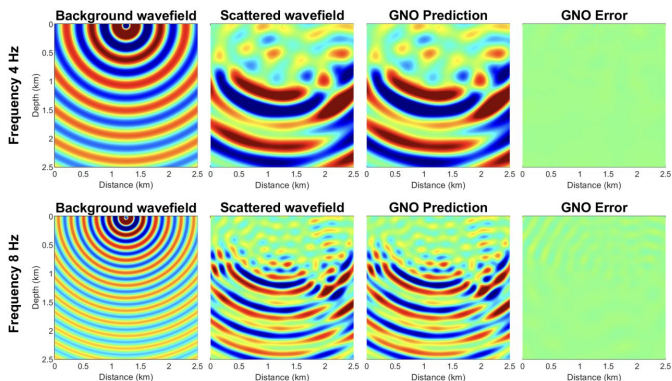 Background wavefield
Scattered wavefield
GNO Prediction
GNO Error
Frequency 4 Hz
Depth (km)
0
0.5
1
1.5
2
2.5
0 0.5 1 1.5 2 2.5
0 0.5 1 1.5 2 2.5
0 0.5 1 1.5 2 2.5
0 0.5 1 1.5 2 2.5
Distance (km)
Distance (km)
Distance (km)
Distance (km)
Background wavefield
Scattered wavefield
GNO Prediction
GNO Error
Frequency 8 Hz
Depth (km)
0
0.5
1
1.5
2
2.5
0 0.5 1 1.5 2 2.5
0 0.5 1 1.5 2 2.5
0 0.5 1 1.5 2 2.5
0 0.5 1 1.5 2 2.5
Distance (km)
Distance (km)
Distance (km)
Distance (km)